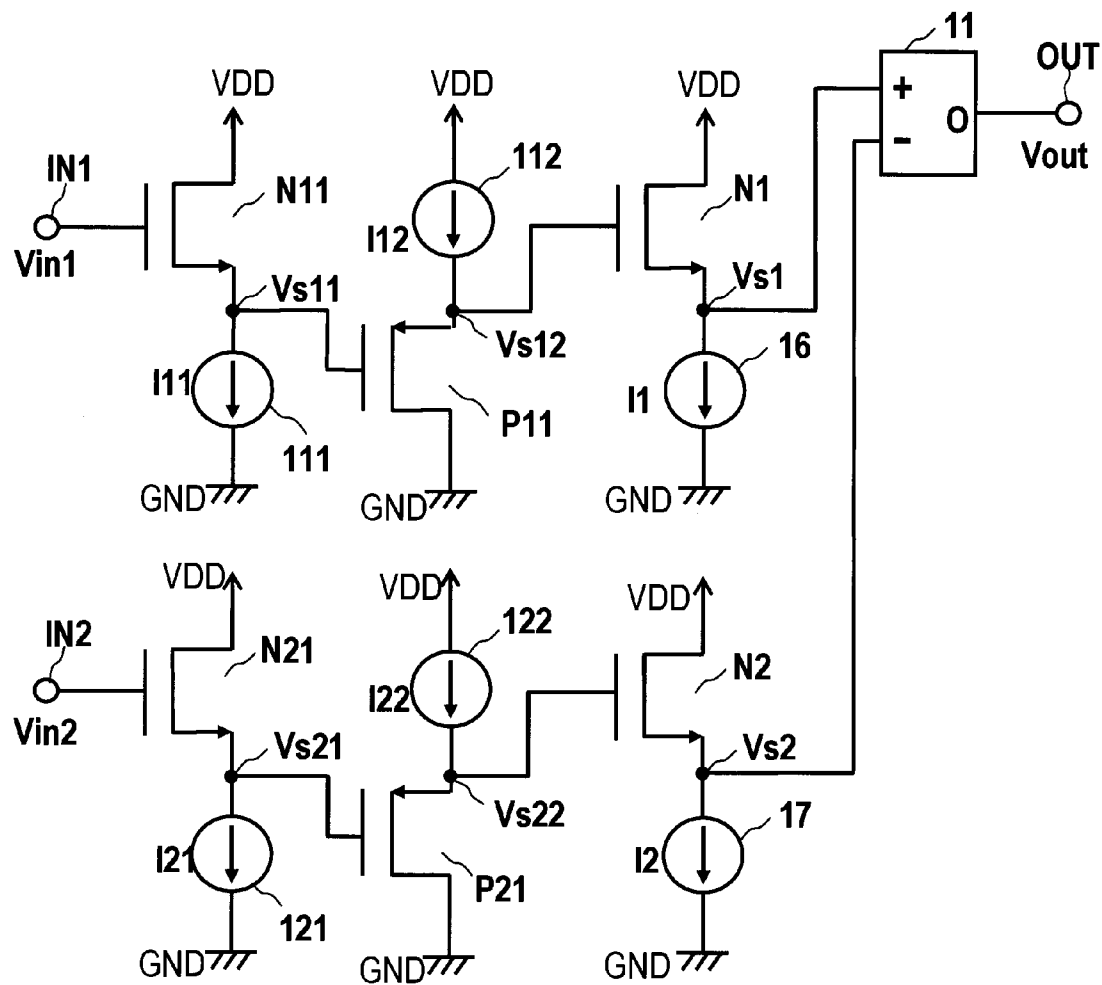 11
OUT
VDD
VDD
VDD
+
-
O
Vout
IN1
N11
112
N1
Vin1
I12
Vs11
Vs12
Vs1
I11
111
P11
16
I1
GND
GND
GND
VDD
VDD
VDD
IN2
N21
122
N2
Vin2
I22
Vs21
Vs22
Vs2
I21
121
P21
17
I2
GND
GND
GND